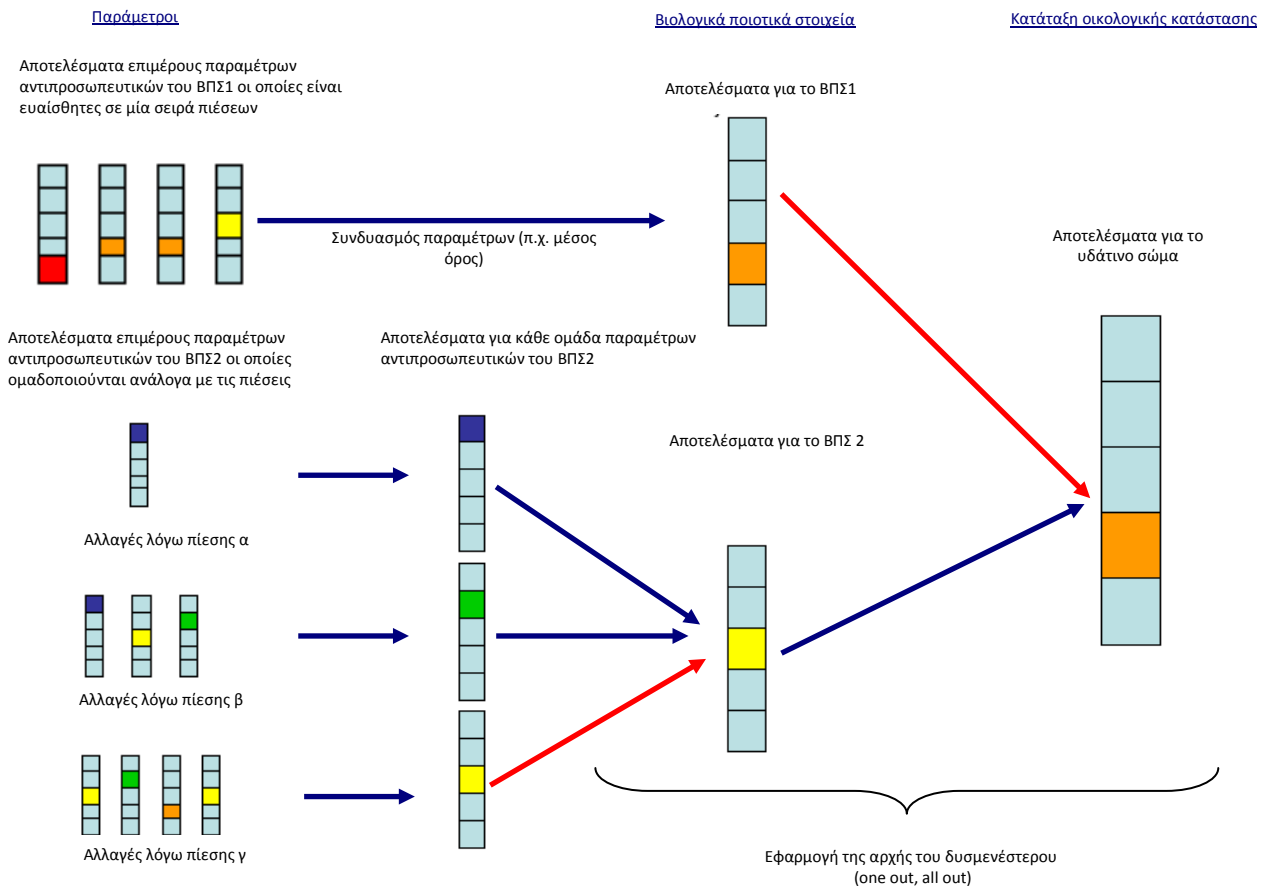 Παράμετροι
Βιολογικά ποιοτικά στοιχεία
Κατάταξη οικολογικής κατάστασης
Αποτελέσματα επιμέρους παραμέτρων
αντιπροσωπευτικών του ΒΠΣ1 οι οποίες είναι
ευαίσθητες σε μία σειρά πιέσεων
Αποτελέσματα για το ΒΠΣ1
Συνδυασμός παραμέτρων (π.χ. μέσος
όρος)
Αποτελέσματα για το
υδάτινο σώμα
Αποτελέσματα επιμέρους παραμέτρων
αντιπροσωπευτικών του ΒΠΣ2 οι οποίες
ομαδοποιούνται ανάλογα με τις πιέσεις
Αποτελέσματα για κάθε ομάδα παραμέτρων
αντιπροσωπευτικών του ΒΠΣ2
Αποτελέσματα για το ΒΠΣ 2
Αλλαγές λόγω πίεσης α
Αλλαγές λόγω πίεσης β
Αλλαγές λόγω πίεσης γ
Εφαρμογή της αρχής του δυσμενέστερου
(one out, all out)